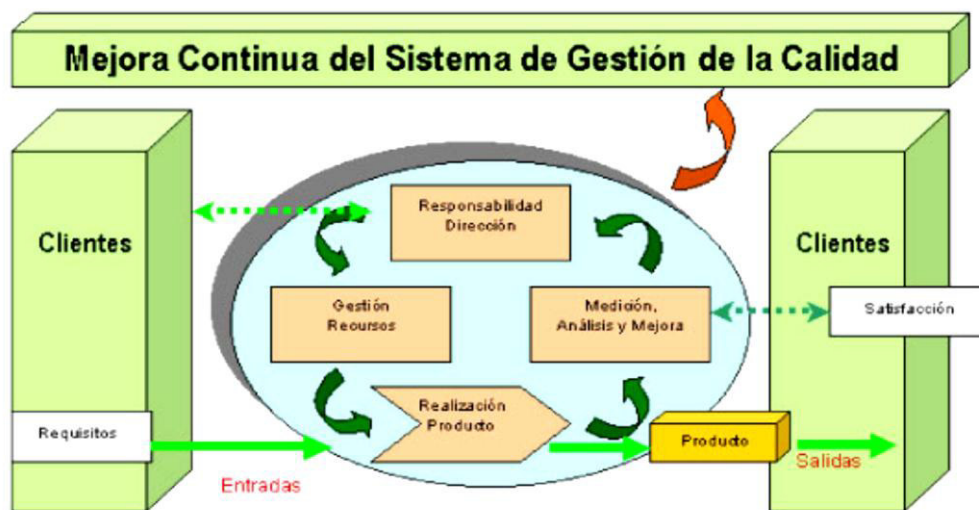 Mejora Continua del Sistema de Gestión de la Calidad
Clientes
Responsabilidad
Dirección
Clientes
Gestión
Recursos
Medición,
Análisis y Mejora
Satisfacción
Requisitos
Realización
Producto
Producto
Entradas
Salidas